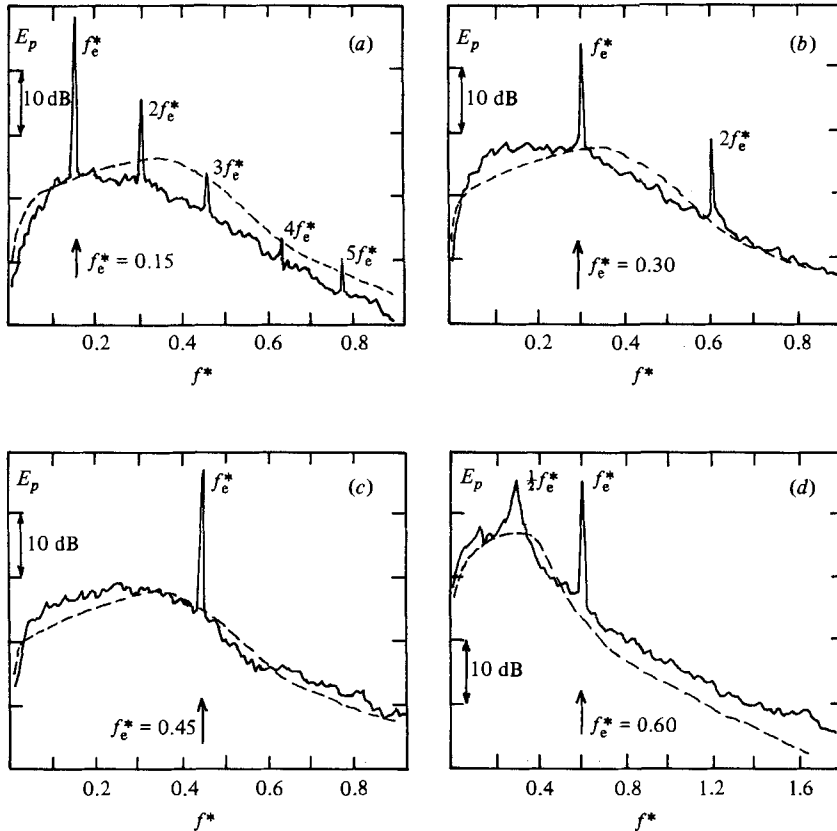 E_p
f_e^*
(a)
10 dB
2f_e^*
3f_e^*
4f_e^*
5f_e^*
f_e^* = 0.15
0.2 0.4 0.6 0.8
f^*
E_p
f_e^*
(b)
10 dB
2f_e^*
f_e^* = 0.30
0.2 0.4 0.6 0.8
f^*
E_p
f_e^*
(c)
10 dB
f_e^* = 0.45
0.2 0.4 0.6 0.8
f^*
E_p
½f_e^*
f_e^*
(d)
10 dB
f_e^* = 0.60
0.4 0.8 1.2 1.6
f^*